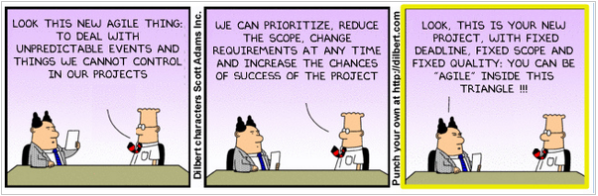 LOOK THIS NEW AGILE THING:
TO DEAL WITH
UNPREDICTABLE EVENTS AND
THINGS WE CANNOT CONTROL
IN OUR PROJECTS
Dilbert characters Scott Adams Inc.
WE CAN PRIORITIZE, REDUCE
THE SCOPE, CHANGE
REQUIREMENTS AT ANY TIME
AND INCREASE THE CHANCES
OF SUCCESS OF THE PROJECT
Punch your own at http://dilbert.com
LOOK, THIS IS YOUR NEW
PROJECT, WITH FIXED
DEADLINE, FIXED SCOPE AND
FIXED QUALITY: YOU CAN BE
"AGILE" INSIDE THIS
TRIANGLE !!!